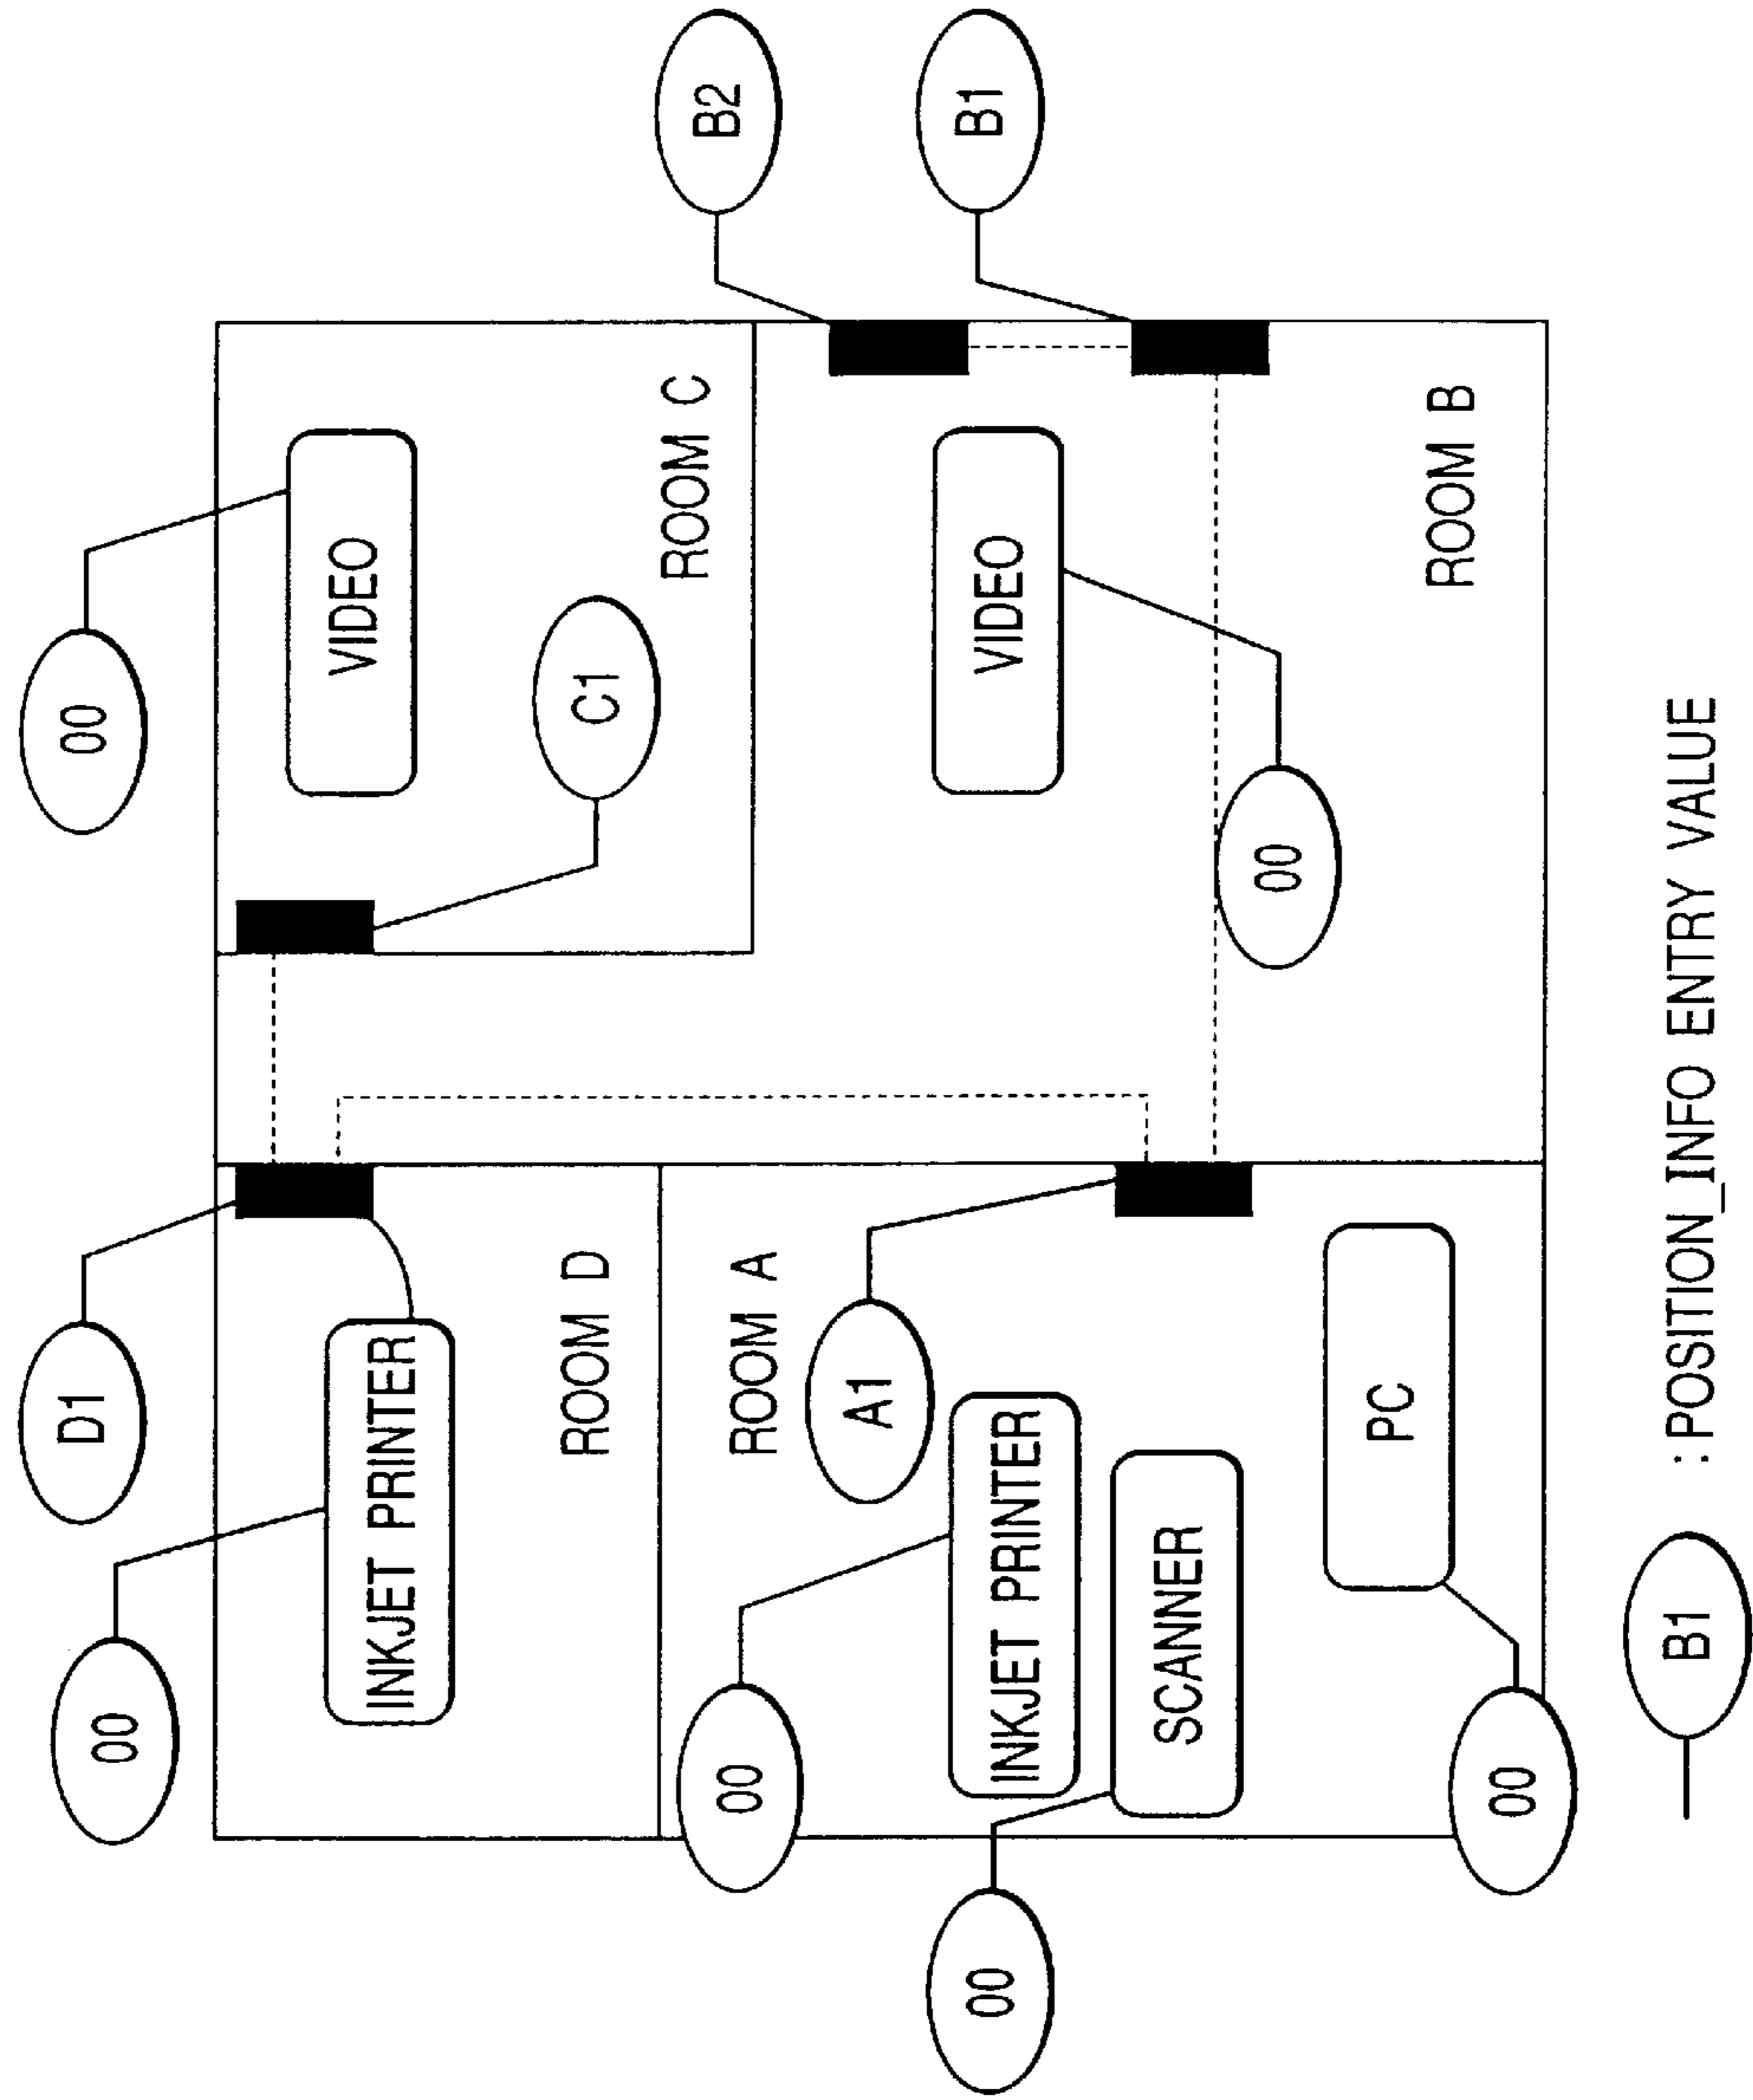 00
D1
00
INKJET PRINTER
VIDEO
ROOM D
C1
ROOM C
B2
00
ROOM A
A1
00
INKJET PRINTER
VIDEO
B1
SCANNER
00
PC
ROOM B
00
B1 : POSITION_INFO ENTRY VALUE